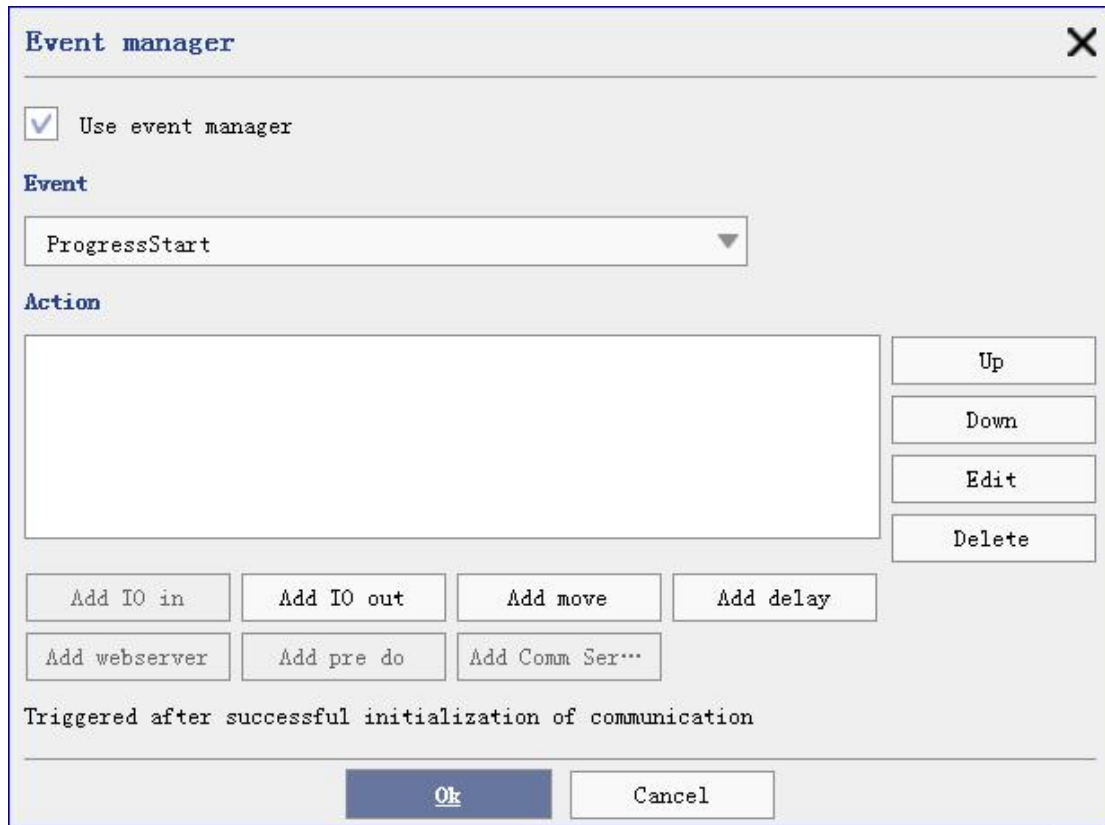 Event manager
Use event manager
Event
ProgressStart
Action
Up
Down
Edit
Delete
Add IO in
Add IO out
Add move
Add delay
Add webserver
Add pre do
Add Comm Ser···
Triggered after successful initialization of communication
Ok
Cancel